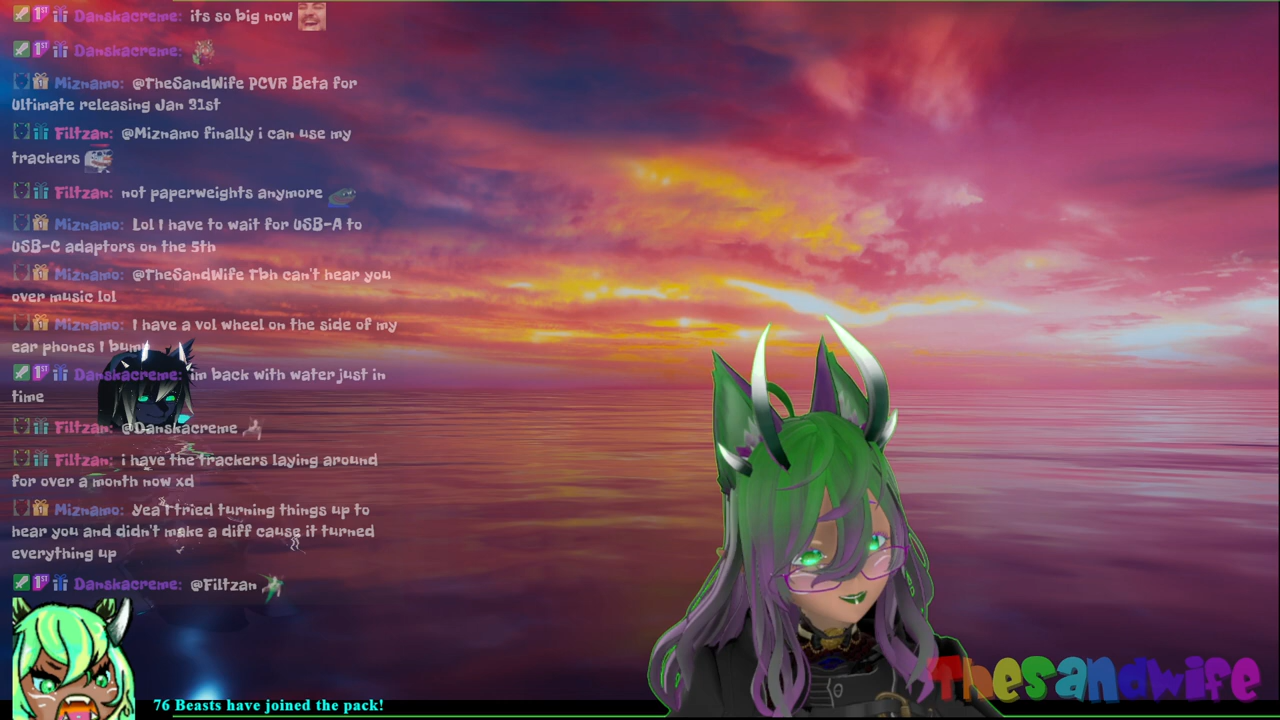 1st Danskacreme: its so big now
1st Danskacreme:
Miznamo: @TheSandWife PCVR Beta for
Ultimate releasing Jan 31st
Filtzan: @Miznamo finally i can use my
trackers
Filtzan: not paperweights anymore
Miznamo: Lol I have to wait for USB-A to
USB-C adaptors on the 5th
Miznamo: @TheSandWife Tbh can't hear you
over music lol
Miznamo: I have a vol wheel on the side of my
ear phones I bump
1st Danskacreme: im back with water just in
time
Filtzan: @Danskacreme
Filtzan: i have the trackers laying around
for over a month now xd
Miznamo: Yea I tried turning things up to
hear you and didn't make a diff cause it turned
everything up
1st Danskacreme: @Filtzan
Thesandwife
76 Beasts have joined the pack!